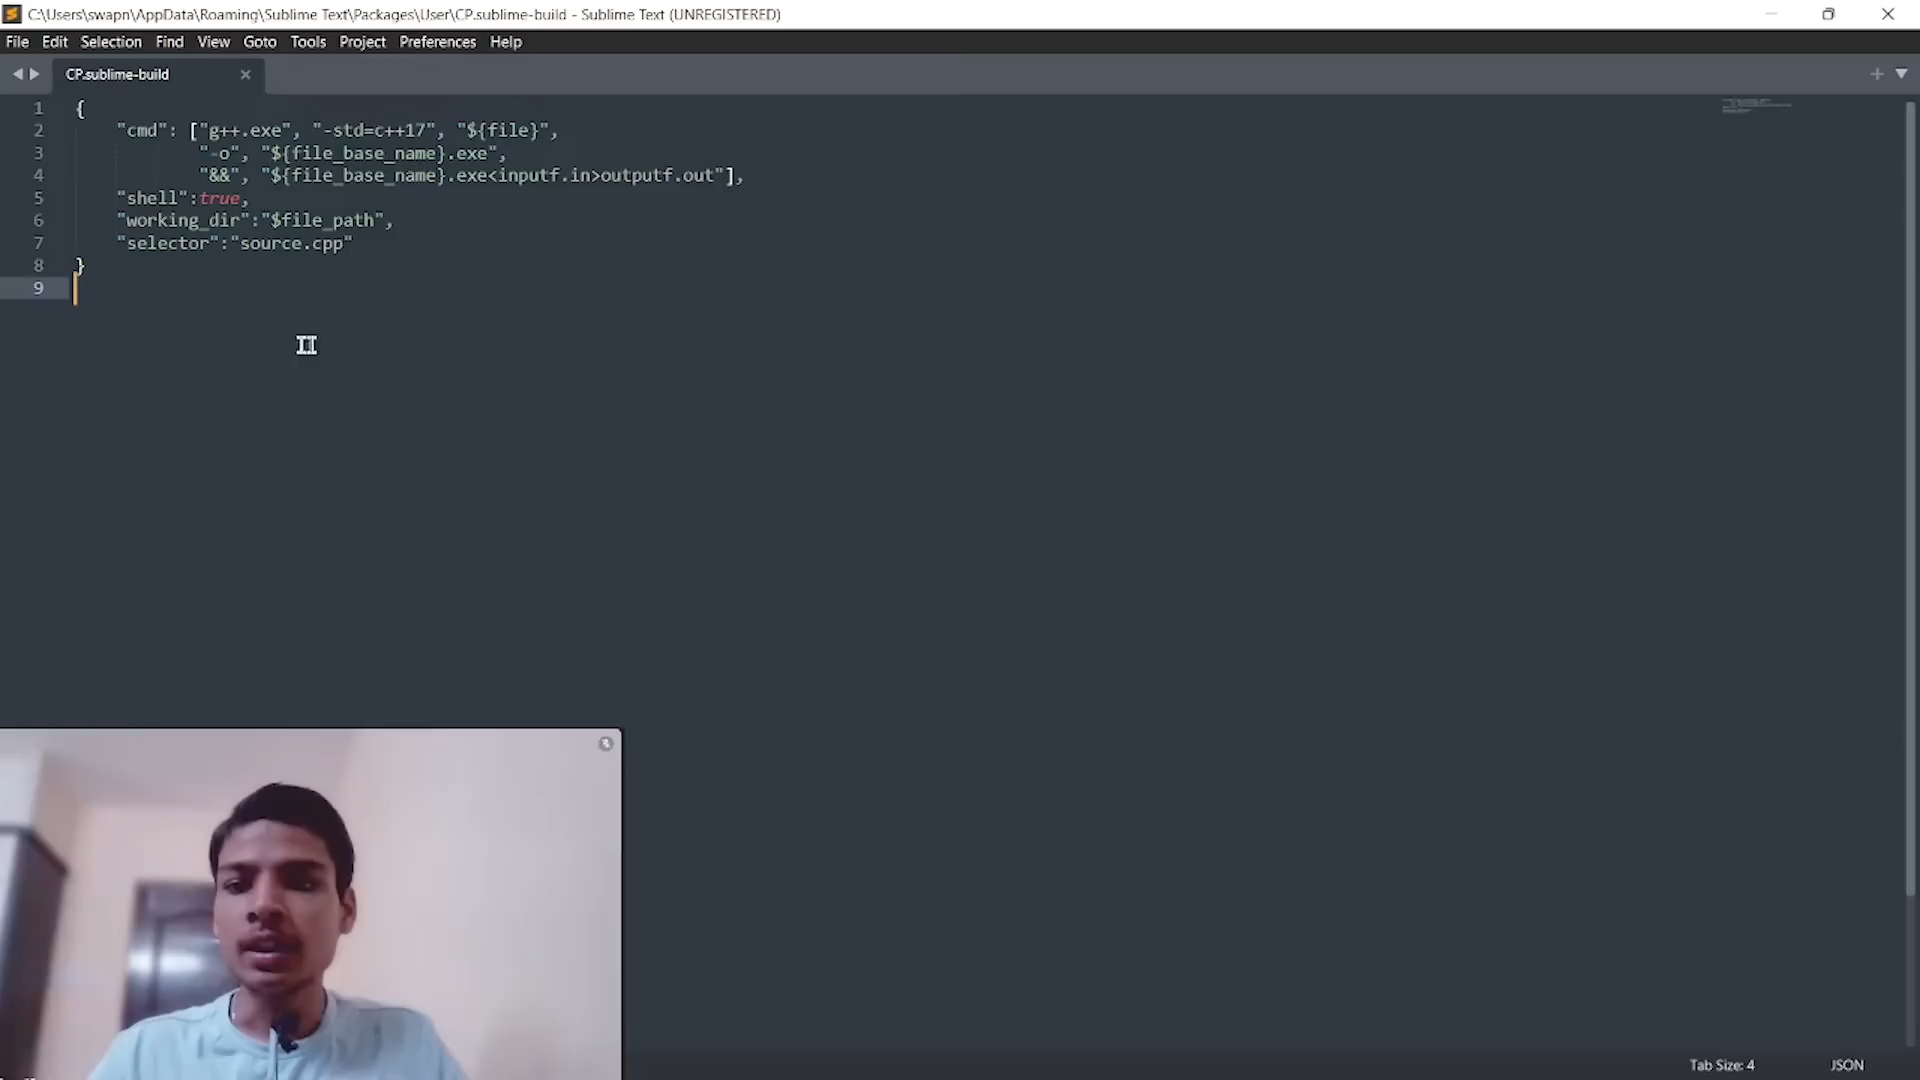 C:\Users\swapn\AppData\Roaming\Sublime Text\Packages\User\CP.sublime-build - Sublime Text (UNREGISTERED)
File Edit Selection Find View Goto Tools Project Preferences Help
CP.sublime-build
1 {
2 "cmd": ["g++.exe", "-std=c++17", "${file}",
3 "-o", "${file_base_name}.exe",
4 "&&", "${file_base_name}.exe<inputf.in>outputf.out"],
5 "shell":true,
6 "working_dir":"$file_path",
7 "selector":"source.cpp"
8 }
9
Tab Size: 4 JSON